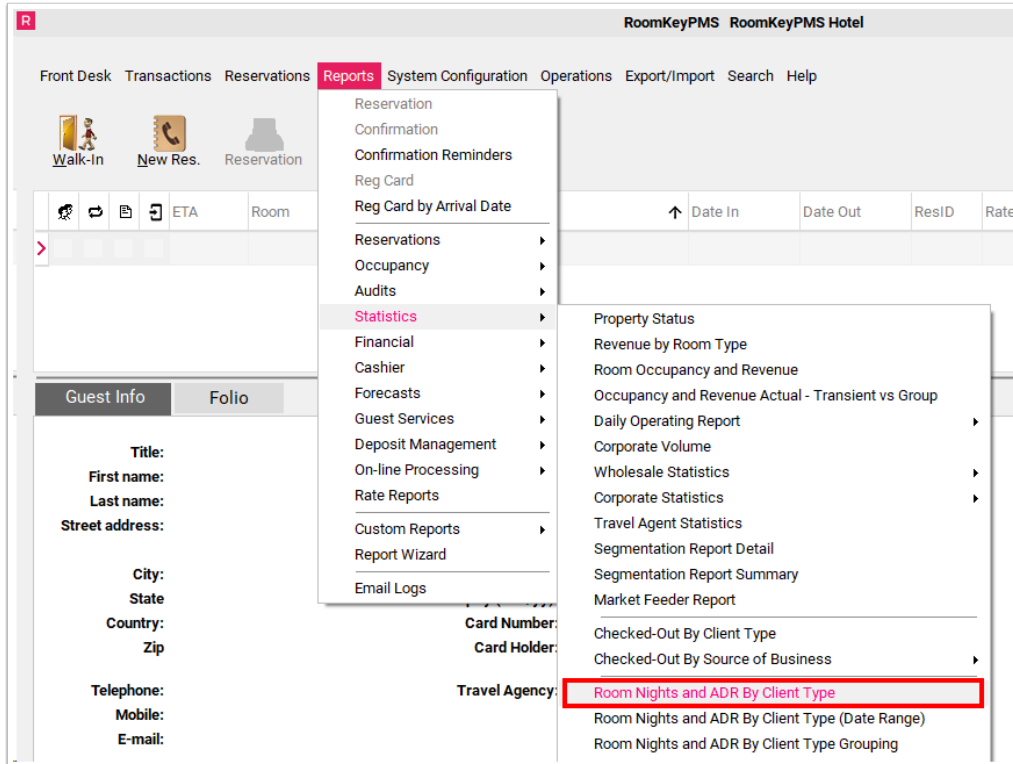 R
RoomKeyPMS RoomKeyPMS Hotel
Front Desk Transactions Reservations Reports System Configuration Operations Export/Import Search Help
Walk-In New Res. Reservation
Reservation
Confirmation
Confirmation Reminders
Reg Card
Reg Card by Arrival Date
Reservations
Occupancy
Audits
Statistics
Financial
Cashier
Forecasts
Guest Services
Deposit Management
On-line Processing
Rate Reports
Custom Reports
Report Wizard
Email Logs
ETA Room Date In Date Out ResID Rate
Property Status
Revenue by Room Type
Room Occupancy and Revenue
Occupancy and Revenue Actual - Transient vs Group
Daily Operating Report
Corporate Volume
Wholesale Statistics
Corporate Statistics
Travel Agent Statistics
Segmentation Report Detail
Segmentation Report Summary
Market Feeder Report
Checked-Out By Client Type
Checked-Out By Source of Business
Room Nights and ADR By Client Type
Room Nights and ADR By Client Type (Date Range)
Room Nights and ADR By Client Type Grouping
Guest Info Folio
Title:
First name:
Last name:
Street address:
City:
State
Country:
Zip
Telephone:
Mobile:
E-mail:
Card Number:
Card Holder:
Travel Agency: